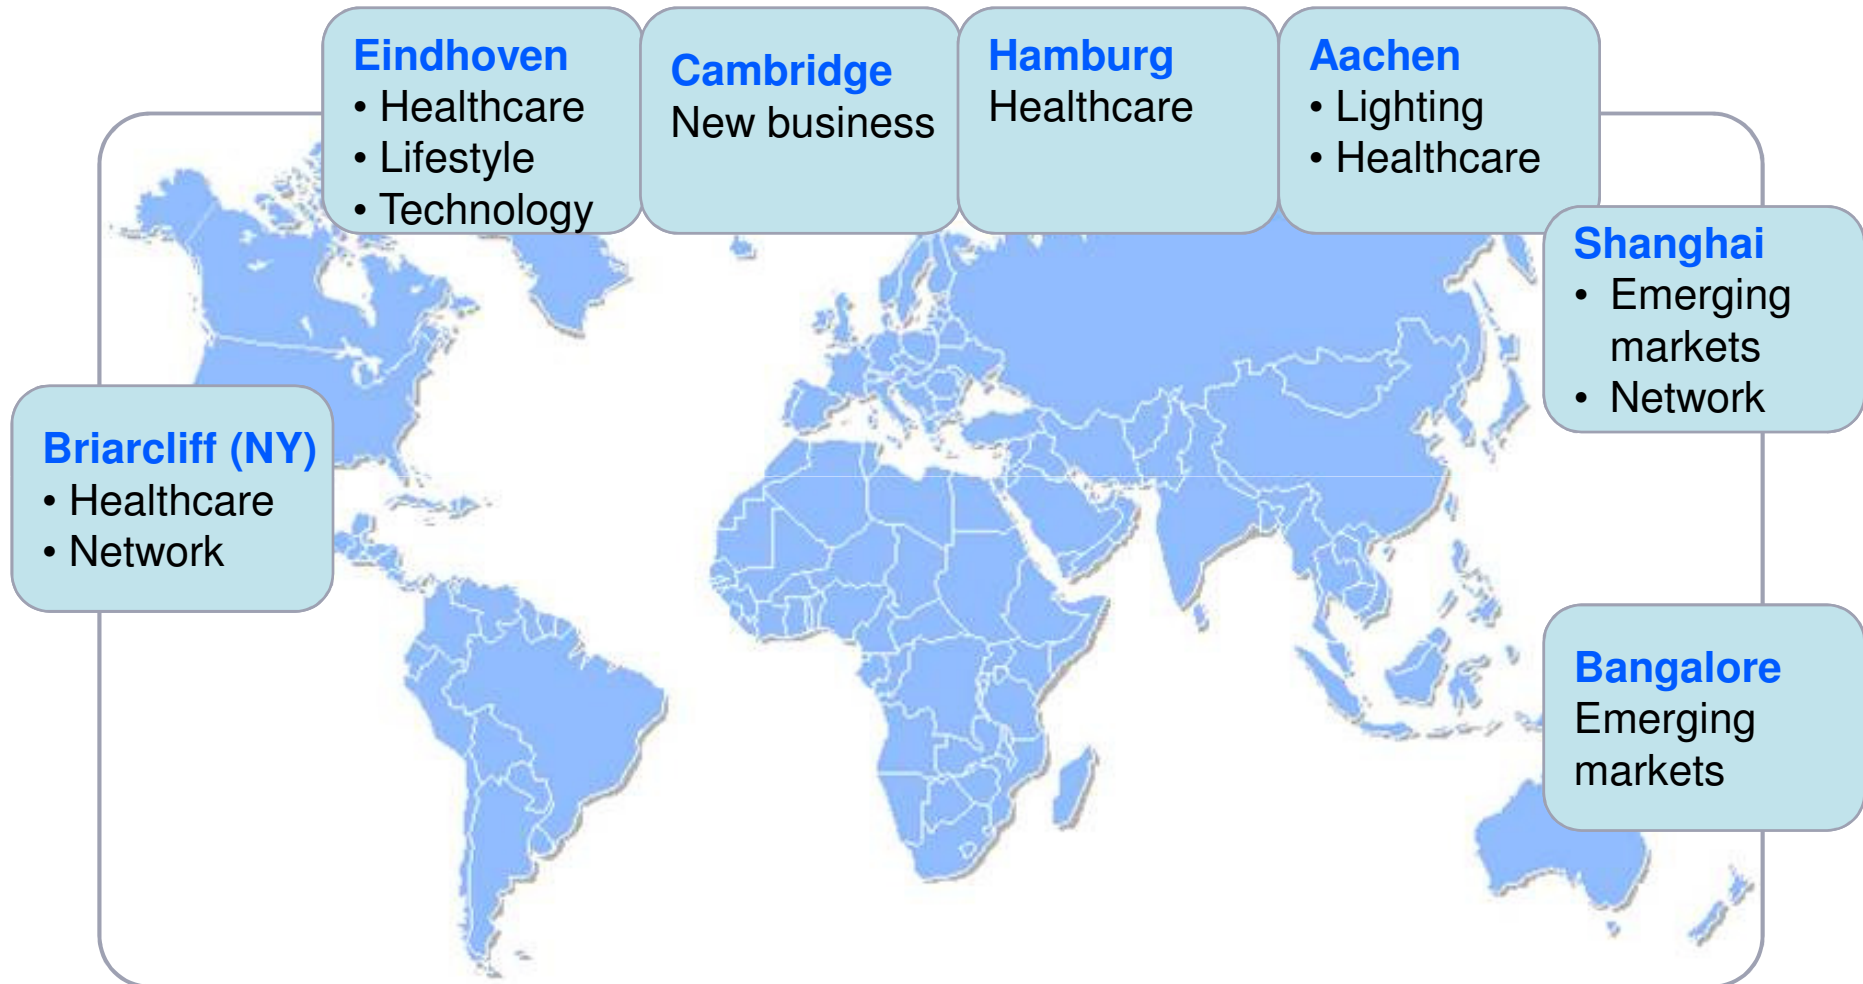 Eindhoven
• Healthcare
• Lifestyle
• Technology
Cambridge
New business
Hamburg
Healthcare
Aachen
• Lighting
• Healthcare
Shanghai
• Emerging
markets
• Network
Briarcliff (NY)
• Healthcare
• Network
Bangalore
Emerging
markets